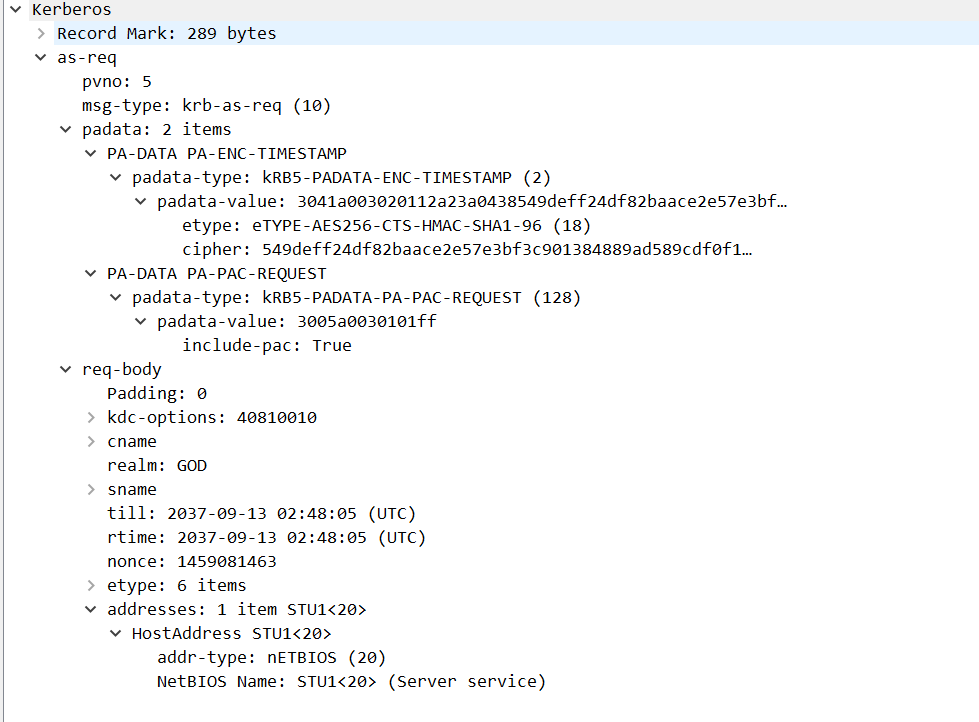 Kerberos
Record Mark: 289 bytes
as-req
pvno: 5
msg-type: krb-as-req (10)
padata: 2 items
PA-DATA PA-ENC-TIMESTAMP
padata-type: kRB5-PADATA-ENC-TIMESTAMP (2)
padata-value: 3041a003020112a23a0438549deff24df82baace2e57e3bf…
etype: eTYPE-AES256-CTS-HMAC-SHA1-96 (18)
cipher: 549deff24df82baace2e57e3bf3c901384889ad589cdf0f1…
PA-DATA PA-PAC-REQUEST
padata-type: kRB5-PADATA-PA-PAC-REQUEST (128)
padata-value: 3005a0030101ff
include-pac: True
req-body
Padding: 0
kdc-options: 40810010
cname
realm: GOD
sname
till: 2037-09-13 02:48:05 (UTC)
rtime: 2037-09-13 02:48:05 (UTC)
nonce: 1459081463
etype: 6 items
addresses: 1 item STU1<20>
HostAddress STU1<20>
addr-type: nETBIOS (20)
NetBIOS Name: STU1<20> (Server service)